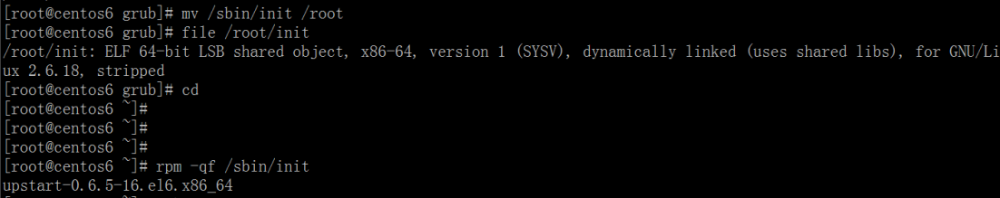 [root@centos6 grub]# mv /sbin/init /root
[root@centos6 grub]# file /root/init
/root/init: ELF 64-bit LSB shared object, x86-64, version 1 (SYSV), dynamically linked (uses shared libs), for GNU/Li
ux 2.6.18, stripped
[root@centos6 grub]# cd
[root@centos6 ~]#
[root@centos6 ~]#
[root@centos6 ~]#
[root@centos6 ~]# rpm -qf /sbin/init
upstart-0.6.5-16.el6.x86_64